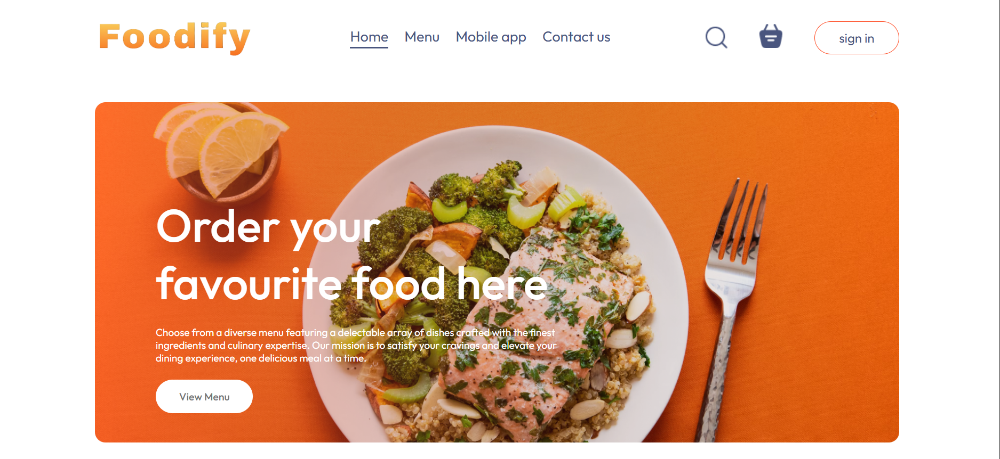 Foodify
Home Menu Mobile app Contact us
sign in
Order your
favourite food here
Choose from a diverse menu featuring a delectable array of dishes crafted with the finest
ingredients and culinary expertise. Our mission is to satisfy your cravings and elevate your
dining experience, one delicious meal at a time.
View Menu